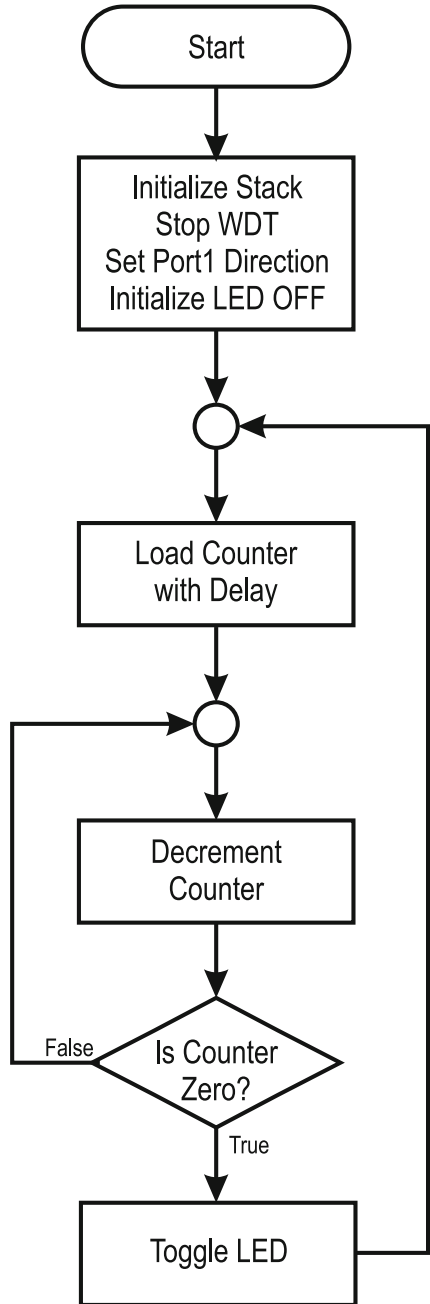 Start
Initialize Stack
Stop WDT
Set Port1 Direction
Initialize LED OFF
Load Counter
with Delay
Decrement
Counter
False
Is Counter
Zero?
True
Toggle LED